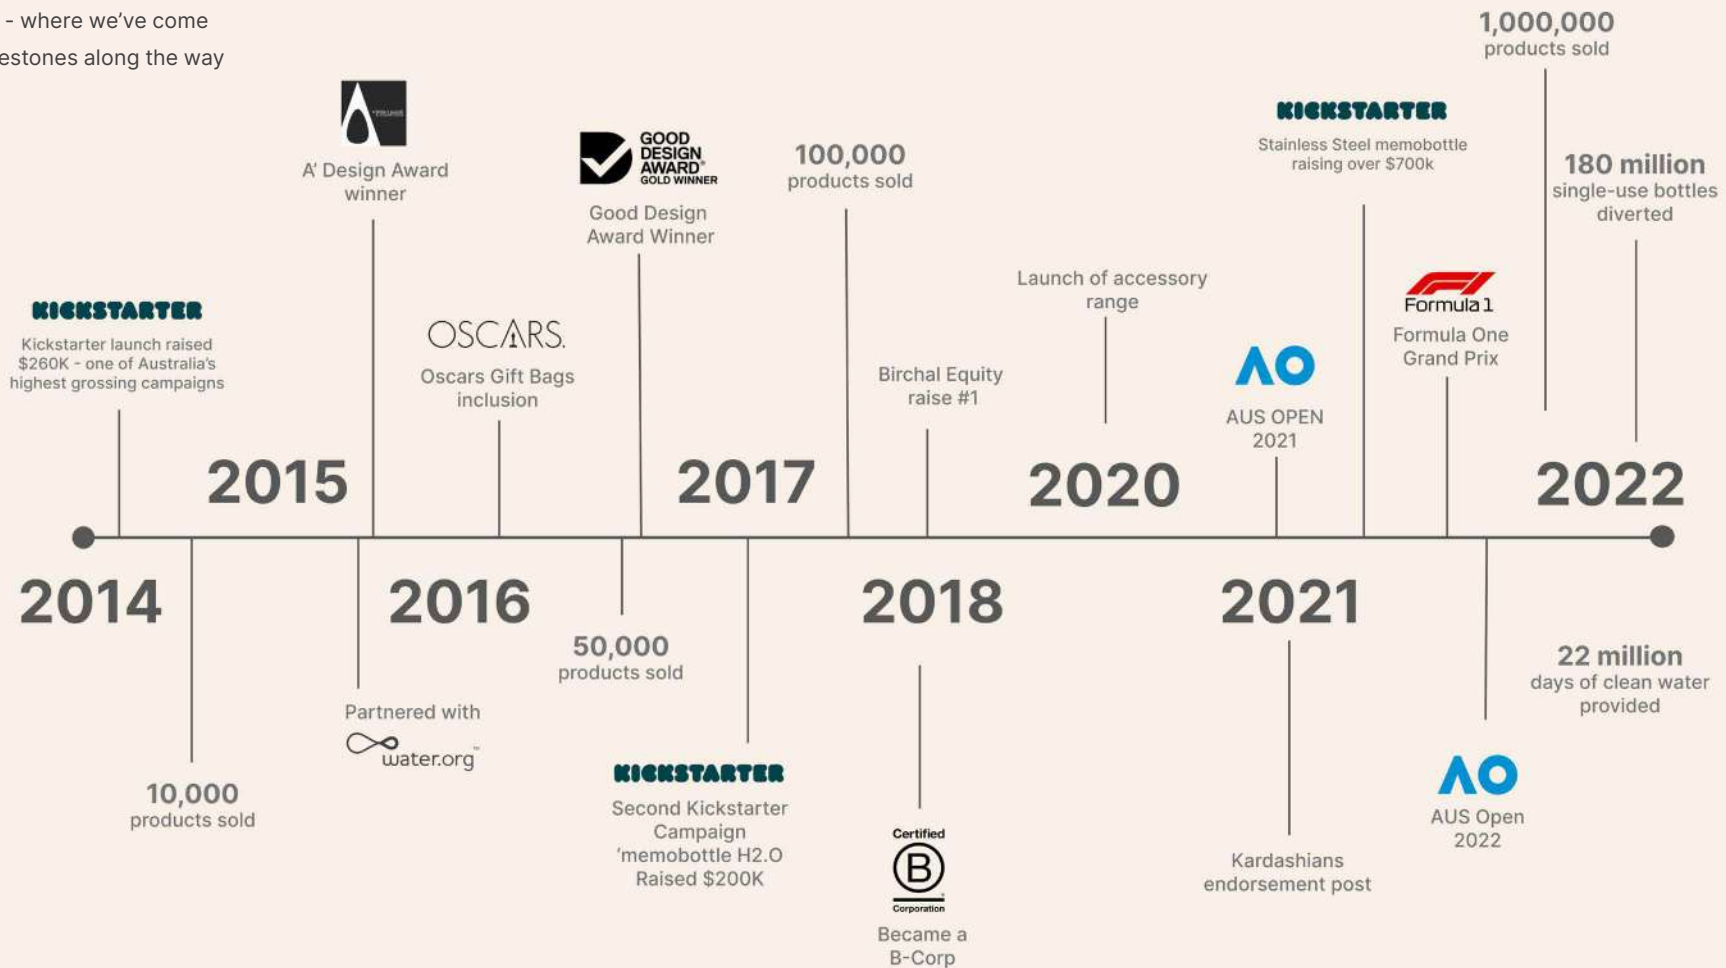 - where we've come
estones along the way
1,000,000
products sold
KICKSTARTER
Stainless Steel memobottle
raising over $700k
A' Design Award
winner
GOOD
DESIGN
AWARD®
GOLD WINNER
Good Design
Award Winner
100,000
products sold
180 million
single-use bottles
diverted
Launch of accessory
range
Formula 1
Formula One
Grand Prix
KICKSTARTER
Kickstarter launch raised
$260K - one of Australia's
highest grossing campaigns
OSCARS.
Oscars Gift Bags
inclusion
Birchal Equity
raise #1
AO
AUS OPEN
2021
2015
2017
2020
2022
2014
2016
2018
2021
50,000
products sold
22 million
days of clean water
provided
Partnered with
water.org™
10,000
products sold
KICKSTARTER
Second Kickstarter
Campaign
'memobottle H2.O
Raised $200K
AO
AUS Open
2022
Certified
B
Corporation
Became a
B-Corp
Kardashians
endorsement post